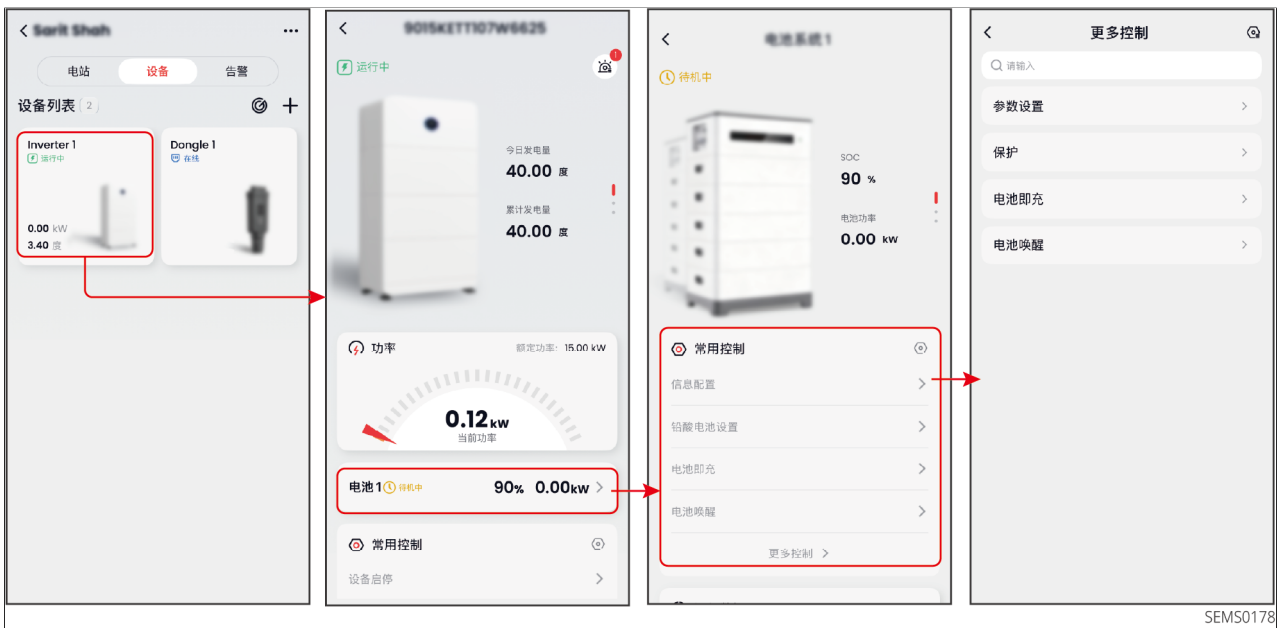 Sarit Shah
电站
设备
告警
设备列表 2
Inverter 1
运行中
0.00 kW
3.40 度
Dongle 1
在线
9015KETT107W6625
运行中
今日发电量
40.00 度
累计发电量
40.00 度
功率
额定功率: 15.00 kW
0.12 kw
当前功率
电池1 待机中 90% 0.00kw
常用控制
设备启停
电池系统1
待机中
SOC
90 %
电池功率
0.00 kw
常用控制
信息配置
铅酸电池设置
电池即充
电池唤醒
更多控制
更多控制
请输入
参数设置
保护
电池即充
电池唤醒
SEMS0178